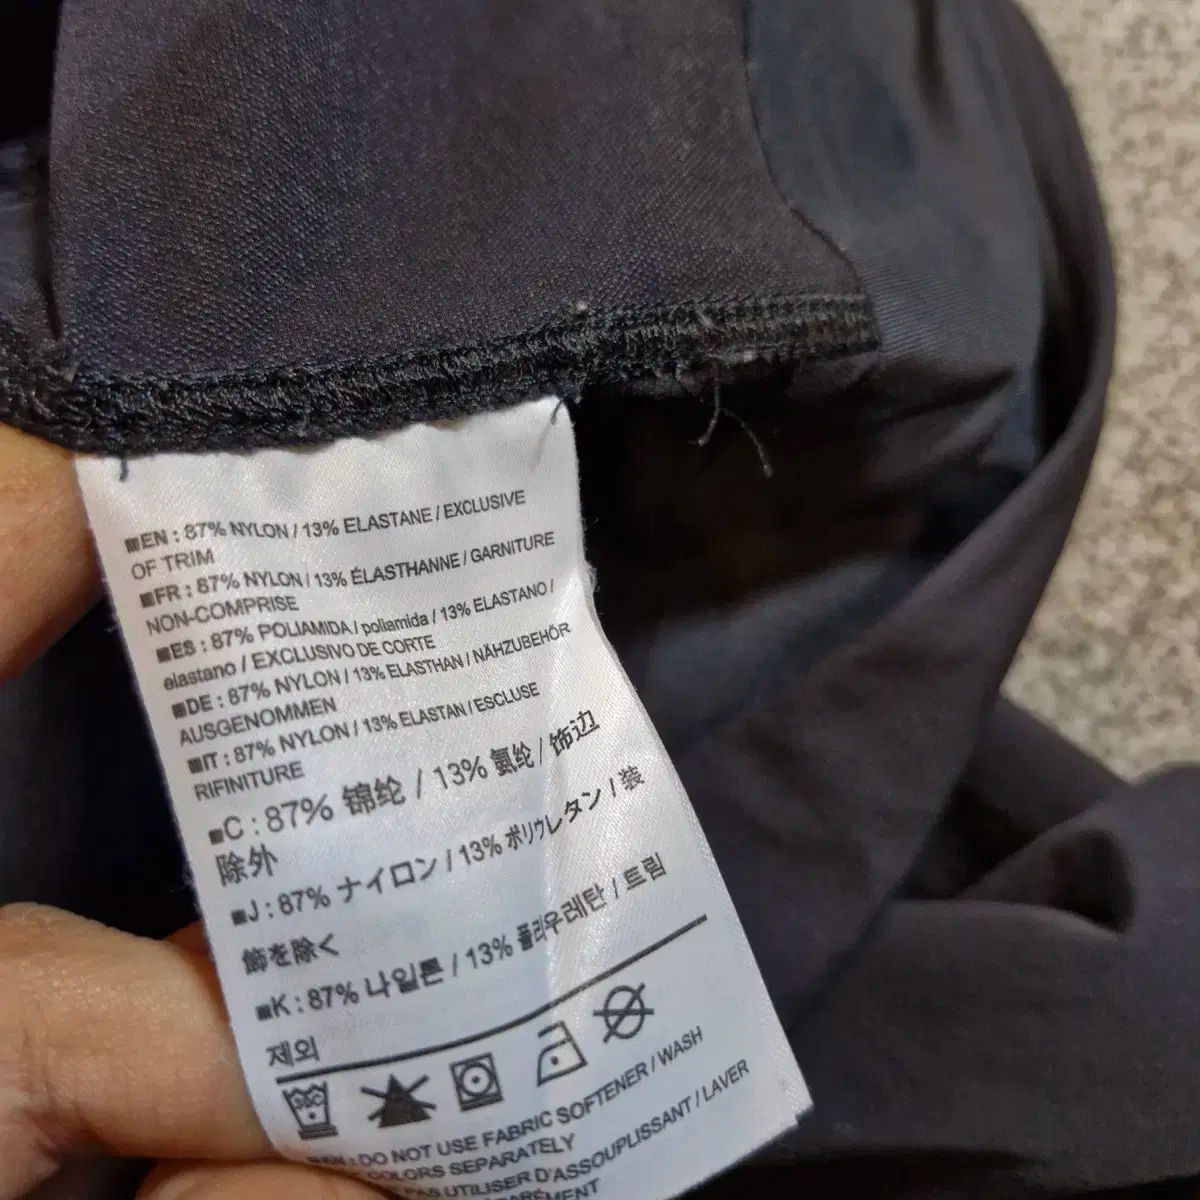 ■EN : 87% NYLON / 13% ELASTANE / EXCLUSIVE
OF TRIM
■FR : 87% NYLON / 13% ÉLASTHANNE / GARNITURE
NON-COMPRISE
■ES : 87% POLIAMIDA / poliamida / 13% ELASTANO /
elastano / EXCLUSIVO DE CORTE
■DE : 87% NYLON / 13% ELASTHAN / NÄHZUBEHÖR
AUSGENOMMEN
■IT : 87% NYLON / 13% ELASTAN / ESCLUSE
RIFINITURE
■C : 87% 锦纶 / 13% 氨纶 / 饰边
除外
■J : 87% ナイロン / 13% ポリウレタン / 装
飾を除く
■K : 87% 나일론 / 13% 폴리우레탄 / 트림
제외
: DO NOT USE FABRIC SOFTENER / WASH
COLORS SEPARATELY
PAS UTILISER D'ASSOUPLISSANT / LAVER